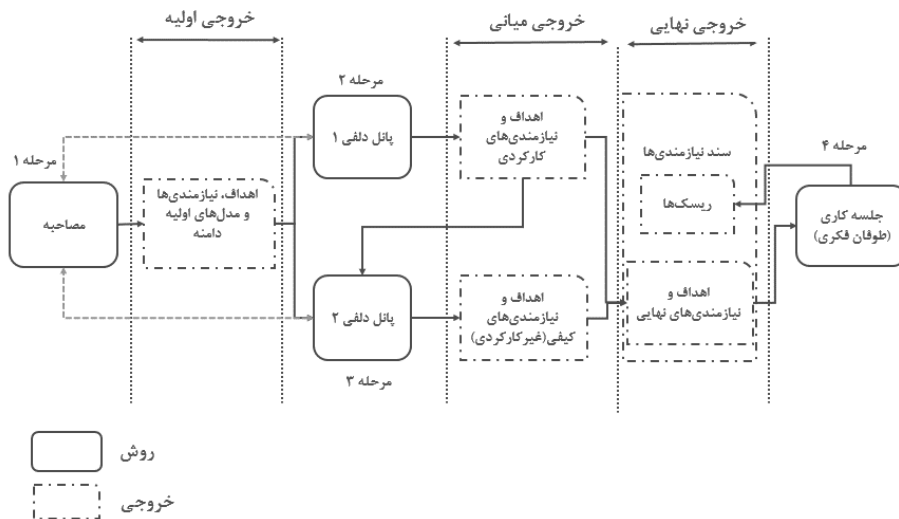 خروجی اولیه
خروجی میانی
خروجی نهایی
مرحله ۱
مصاحبه
اهداف، نیازمندی‌ها
و مدل‌های اولیه
دامنه
مرحله ۲
پانل دلفی ۱
پانل دلفی ۲
مرحله ۳
اهداف و
نیازمندی‌های
کارکردی
اهداف و
نیازمندی‌های
کیفی(غیرکارکردی)
سند نیازمندی‌ها
ریسک‌ها
اهداف و
نیازمندی‌های نهایی
مرحله ۴
جلسه کاری
(طوفان فکری)
روش
خروجی